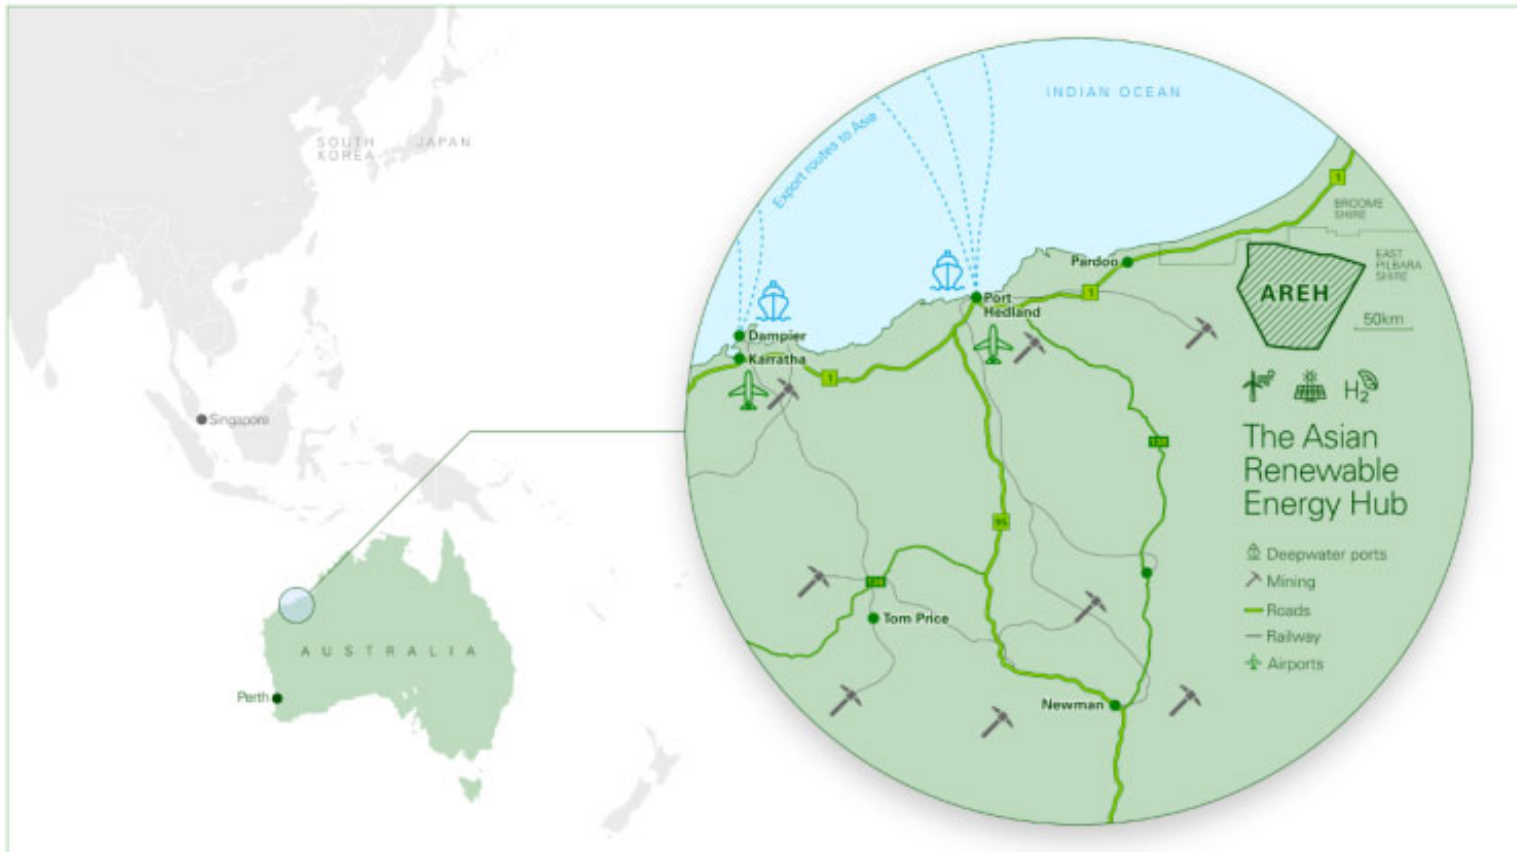 SOUTH
KOREA
JAPAN
Singapore
AUSTRALIA
Perth
INDIAN OCEAN
Export routes to Asia
1
BROOME
SHIRE
EAST
PILBARA
SHIRE
Pardoo
AREH
50km
1
Port
Hedland
Dampier
Karratha
1
H2
The Asian
Renewable
Energy Hub
95
Deepwater ports
Mining
Roads
Railway
Airports
Tom Price
Newman